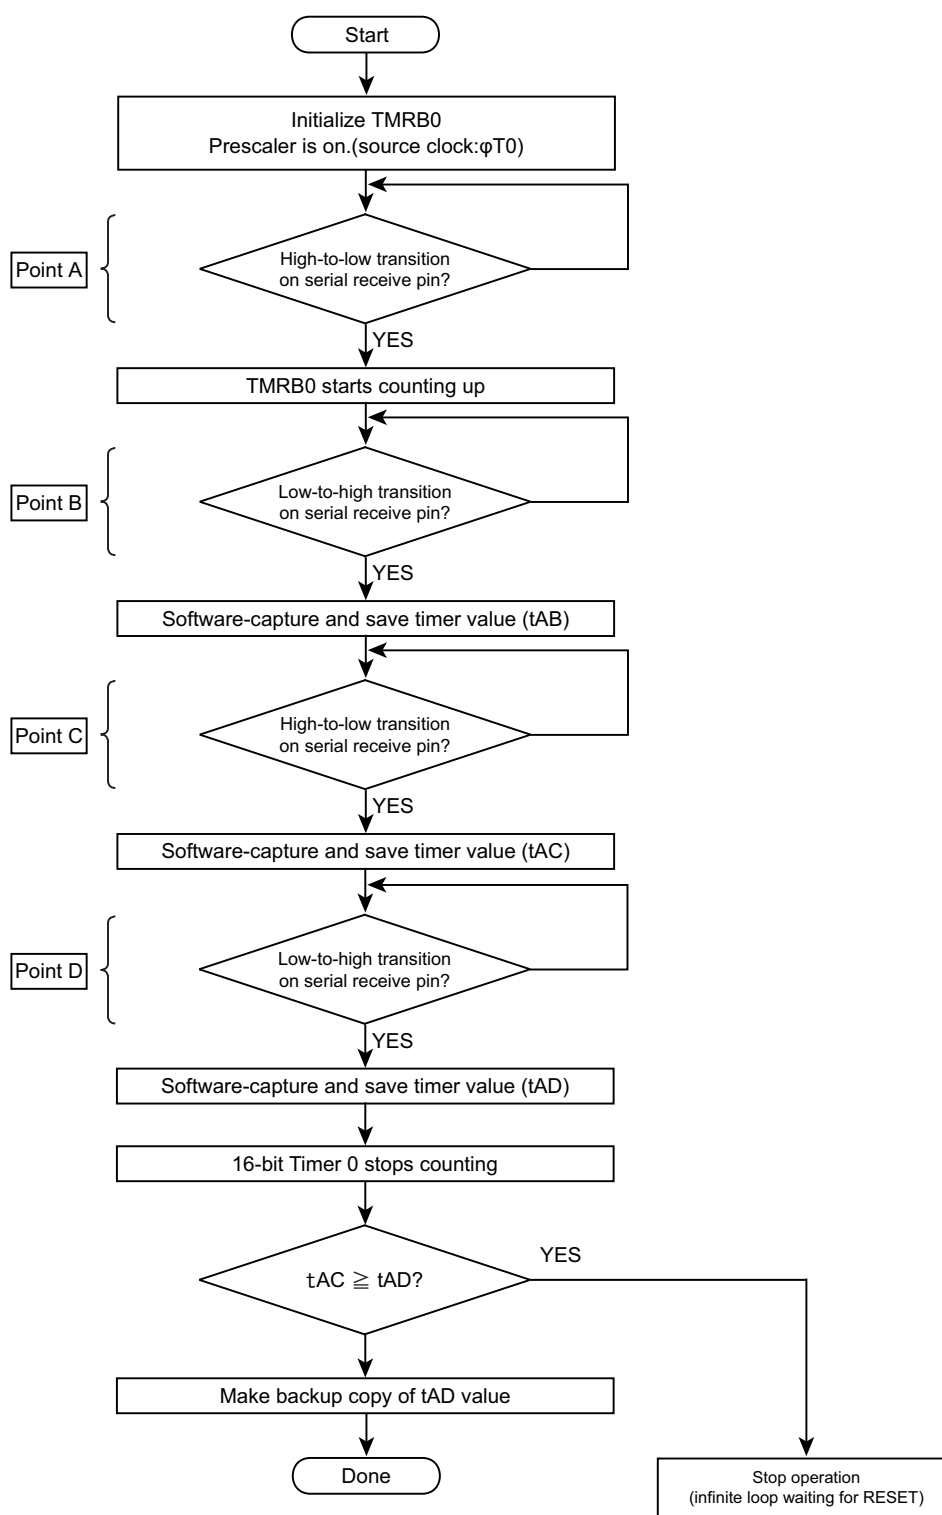 Start
Initialize TMRB0
Prescaler is on.(source clock:φT0)
Point A
High-to-low transition
on serial receive pin?
YES
TMRB0 starts counting up
Point B
Low-to-high transition
on serial receive pin?
YES
Software-capture and save timer value (tAB)
Point C
High-to-low transition
on serial receive pin?
YES
Software-capture and save timer value (tAC)
Point D
Low-to-high transition
on serial receive pin?
YES
Software-capture and save timer value (tAD)
16-bit Timer 0 stops counting
tAC ≧ tAD?
YES
Make backup copy of tAD value
Done
Stop operation
(infinite loop waiting for RESET)